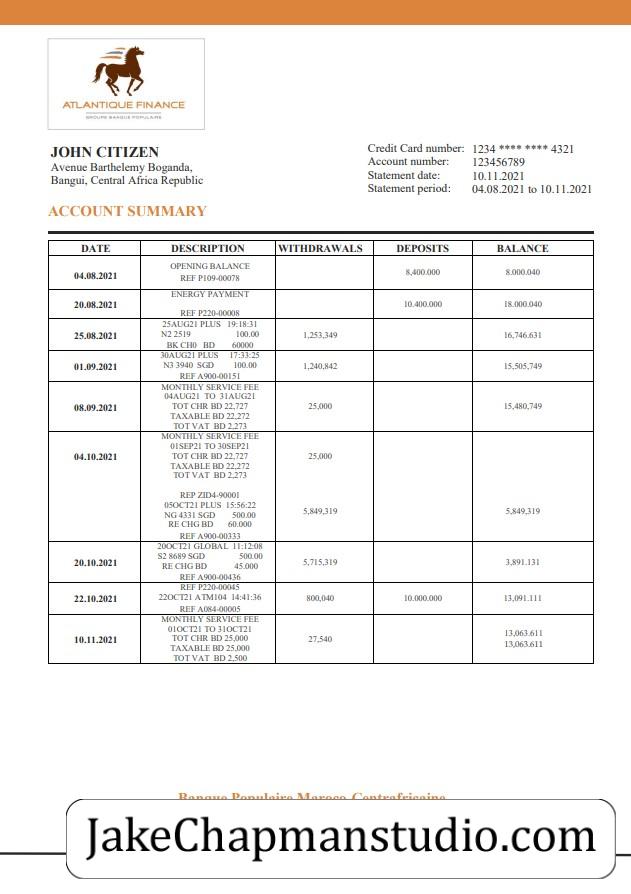 ATLANTIQUE FINANCE
GROUPE BANQUE POPULAIRE
JOHN CITIZEN
Avenue Barthelemy Boganda,
Bangui, Central Africa Republic
Credit Card number: 1234 **** **** 4321
Account number: 123456789
Statement date: 10.11.2021
Statement period: 04.08.2021 to 10.11.2021
ACCOUNT SUMMARY
DATE DESCRIPTION WITHDRAWALS DEPOSITS BALANCE
04.08.2021 OPENING BALANCE 8,400.000 8.000.040
REF P109-00078
20.08.2021 ENERGY PAYMENT 10.400.000 18.000.040
REF P220-00008
25.08.2021 25AUG21 PLUS 19:18:31 1,253,349 16,746.631
N2 2519 100.00
BK CH0 BD 60000
01.09.2021 30AUG21 PLUS 17:33:25 1,240,842 15,505,749
N3 3940 SGD 100.00
REF A900-00151
08.09.2021 MONTHLY SERVICE FEE 25,000 15,480,749
04AUG21 TO 31AUG21
TOT CHR BD 22,727
TAXABLE BD 22,272
TOT VAT BD 2,273
04.10.2021 MONTHLY SERVICE FEE 25,000
01SEP21 TO 30SEP21
TOT CHR BD 22,727
TAXABLE BD 22,272
TOT VAT BD 2,273
REP ZID4-90001
05OCT21 PLUS 15:56:22 5,849,319 5,849,319
NG 4331 SGD 500.00
RE CHG BD 60.000
REF A900-00333
20.10.2021 20OCT21 GLOBAL 11:12:08 5,715,319 3,891.131
S2 8689 SGD 500.00
RE CHG BD 45.000
REF A900-00436
22.10.2021 REF P220-00045 800,040 10.000.000 13,091.111
22OCT21 ATM104 14:41:36
REF A084-00005
10.11.2021 MONTHLY SERVICE FEE 27,540 13,063.611
01OCT21 TO 31OCT21 13,063.611
TOT CHR BD 25,000
TAXABLE BD 25,000
TOT VAT BD 2,500
Banque Populaire Maroco-Centrafricaine
JakeChapmanstudio.com